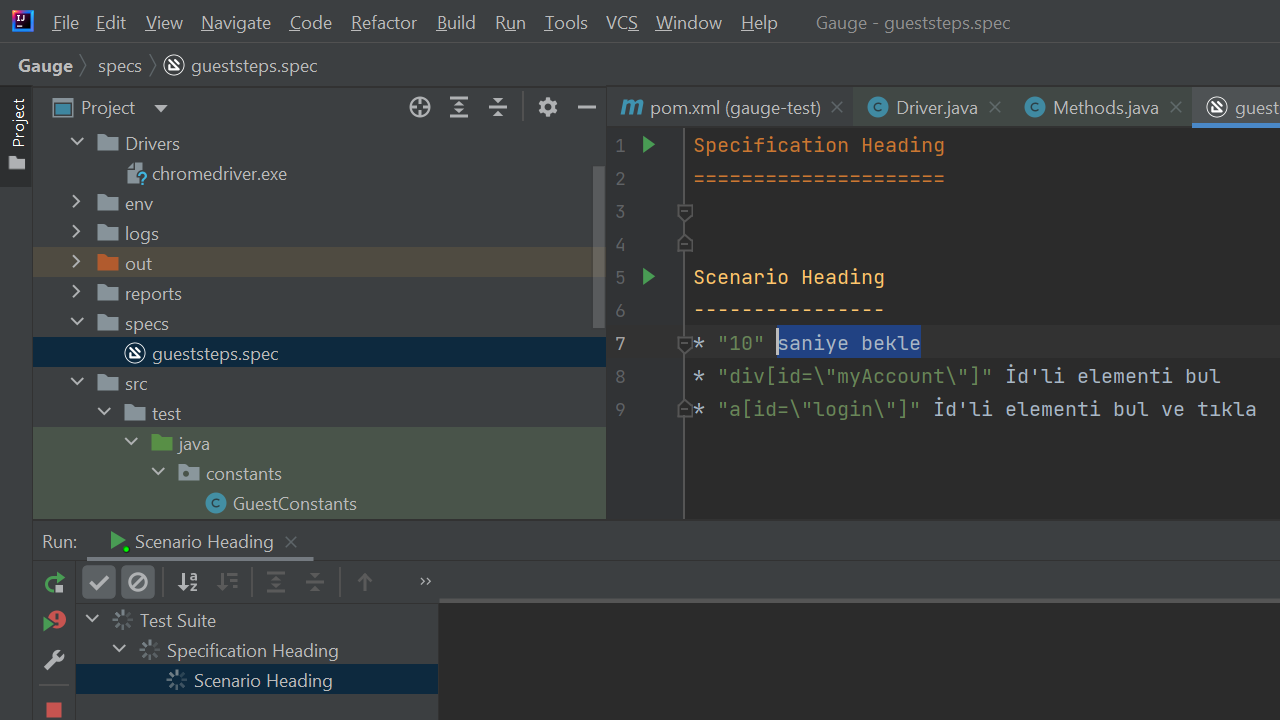 File Edit View Navigate Code Refactor Build Run Tools VCS Window Help Gauge - gueststeps.spec
Gauge specs gueststeps.spec
Project
Project
Drivers
chromedriver.exe
env
logs
out
reports
specs
gueststeps.spec
src
test
java
constants
GuestConstants
pom.xml (gauge-test) Driver.java Methods.java guest
1 Specification Heading
2 =====================
3
4
5 Scenario Heading
6 ----------------
7 * "10" saniye bekle
8 * "div[id=\"myAccount\"]" İd'li elementi bul
9 * "a[id=\"login\"]" İd'li elementi bul ve tıkla
Run: Scenario Heading
Test Suite
Specification Heading
Scenario Heading